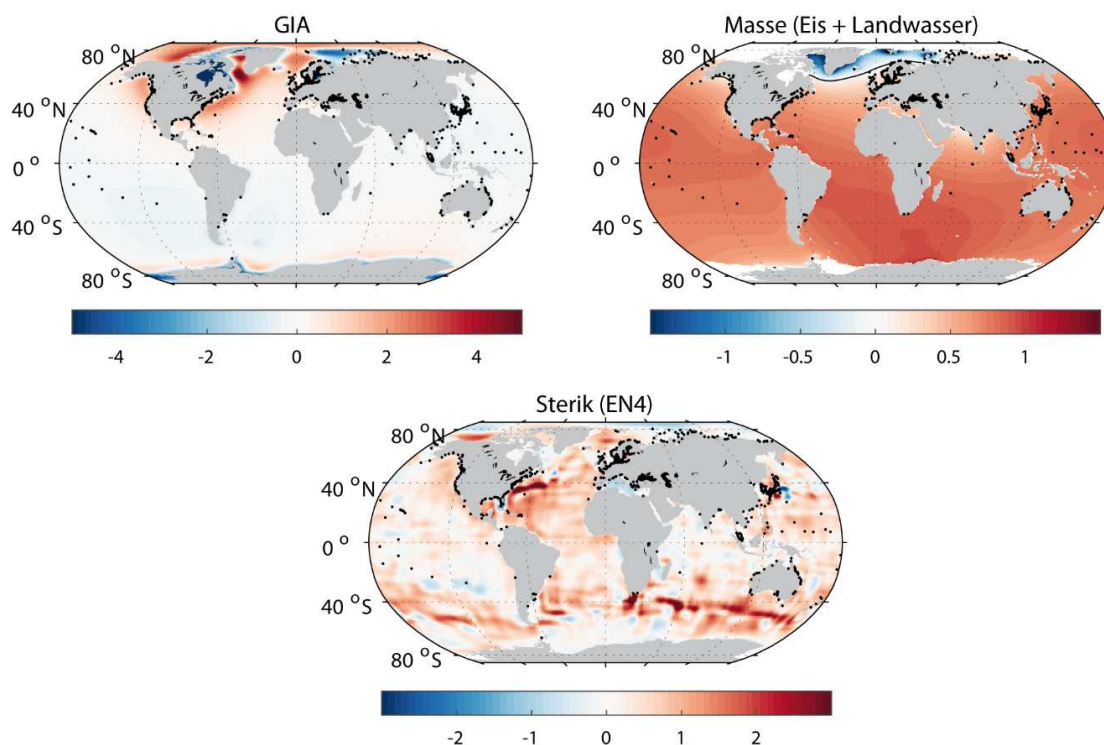 GIA
80 °N
40 °N
0 °
40 °S
80 °S
-4 -2 0 2 4
Masse (Eis + Landwasser)
80 °N
40 °N
0 °
40 °S
80 °S
-1 -0.5 0 0.5 1
Sterik (EN4)
80 °N
40 °N
0 °
40 °S
80 °S
-2 -1 0 1 2